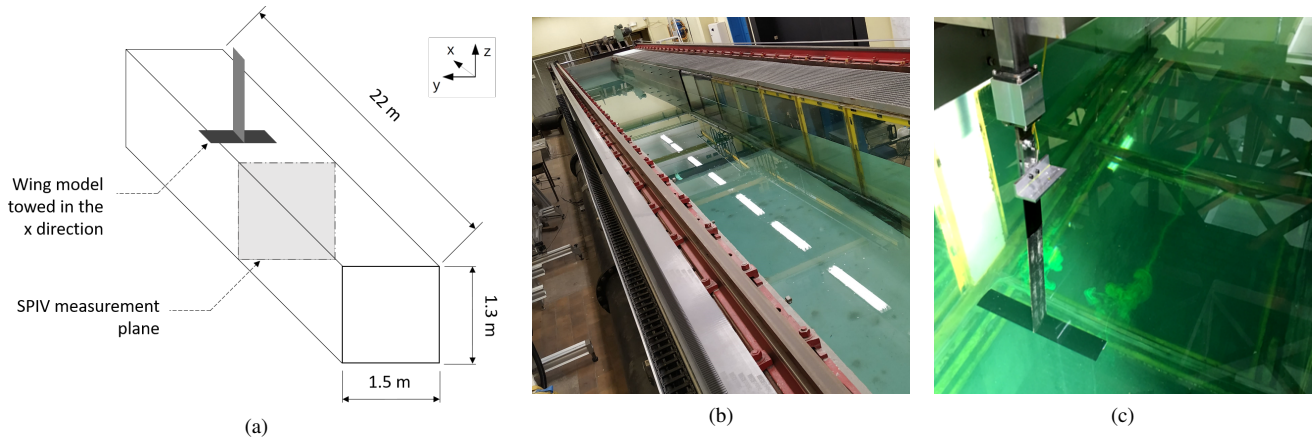 22 m
x
z
y
Wing model
towed in the
x direction
SPIV measurement
plane
1.3 m
1.5 m
(a)
(b)
(c)